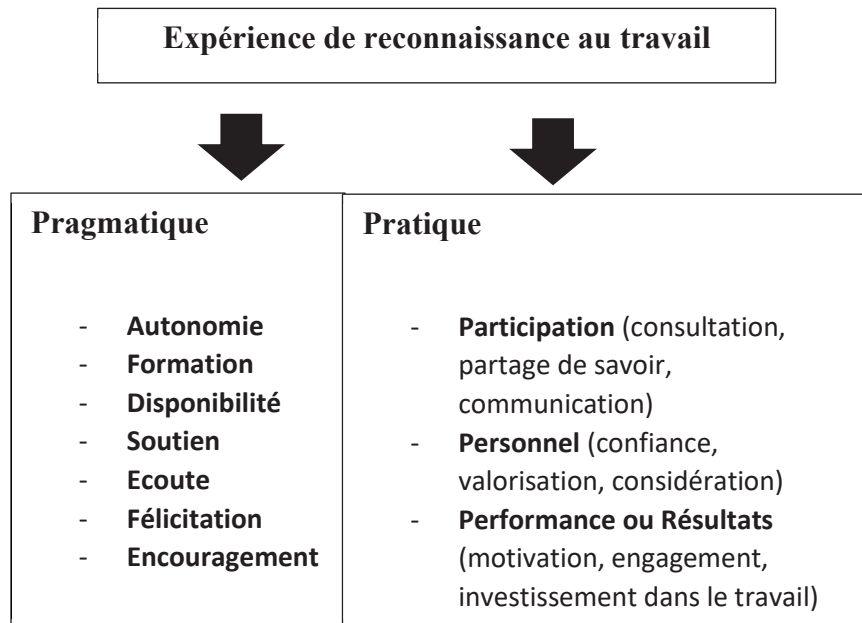 Expérience de reconnaissance au travail
Pragmatique
- Autonomie
- Formation
- Disponibilité
- Soutien
- Ecoute
- Félicitation
- Encouragement
Pratique
- Participation (consultation,
partage de savoir,
communication)
- Personnel (confiance,
valorisation, considération)
- Performance ou Résultats
(motivation, engagement,
investissement dans le travail)